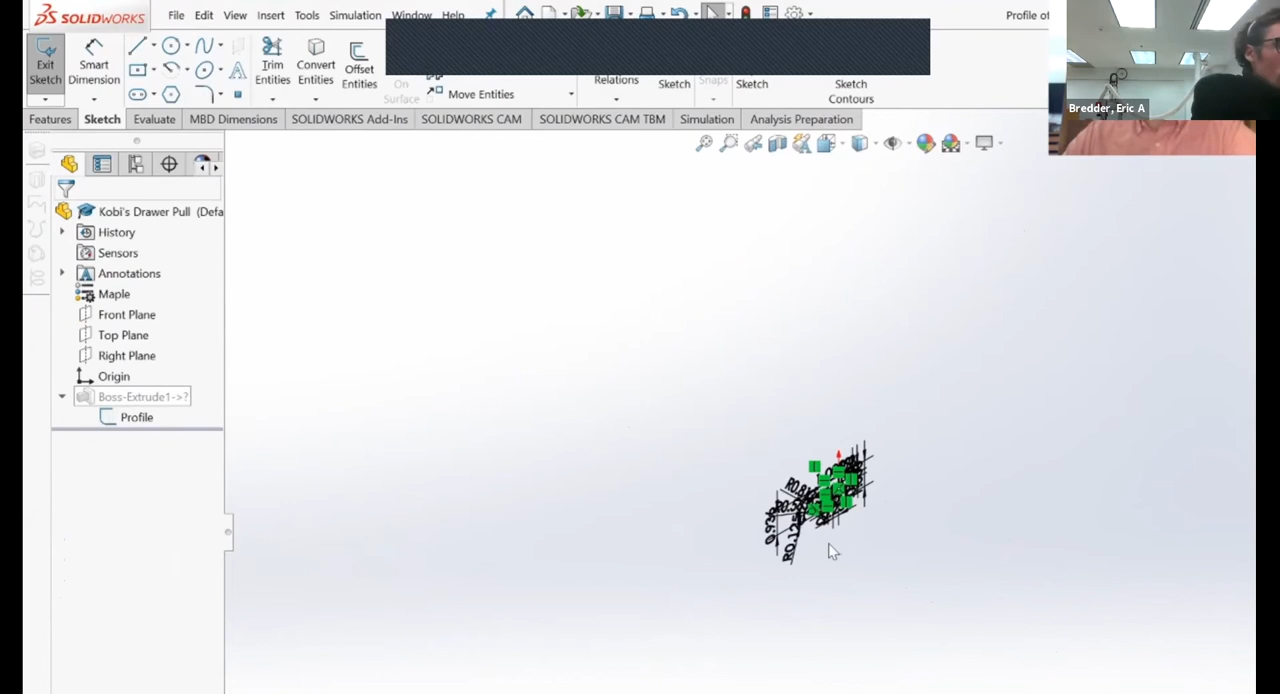 SOLIDWORKS File Edit View Insert Tools Simulation Window Help Profile of
Exit Sketch
Smart Dimension
Trim Entities
Convert Entities
Offset Entities
On Surface
Move Entities
Relations
Sketch
Snaps
Sketch
Sketch Contours
Features Sketch Evaluate MBD Dimensions SOLIDWORKS Add-Ins SOLIDWORKS CAM SOLIDWORKS CAM TBM Simulation Analysis Preparation
Bredder, Eric A
Kobi's Drawer Pull (Defa
History
Sensors
Annotations
Maple
Front Plane
Top Plane
Right Plane
Origin
Boss-Extrude1->?
Profile